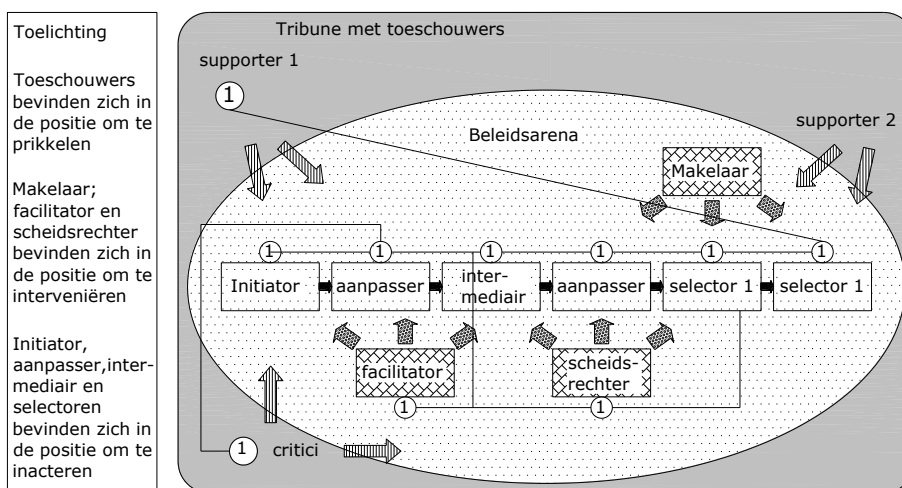 Toelichting
Toeschouwers
bevinden zich in
de positie om te
prikkelen
Makelaar;
facilitator en
scheidsrechter
bevinden zich in
de positie om te
interveniëren
Initiator,
aanpasser,inter-
mediair en
selectoren
bevinden zich in
de positie om te
inacteren
Tribune met toeschouwers
supporter 1
1
supporter 2
Beleidsarena
Makelaar
1 1 1 1 1 1
Initiator aanpasser inter- aanpasser selector 1 selector 1
mediair
facilitator
scheids-
rechter
1 1
1 critici